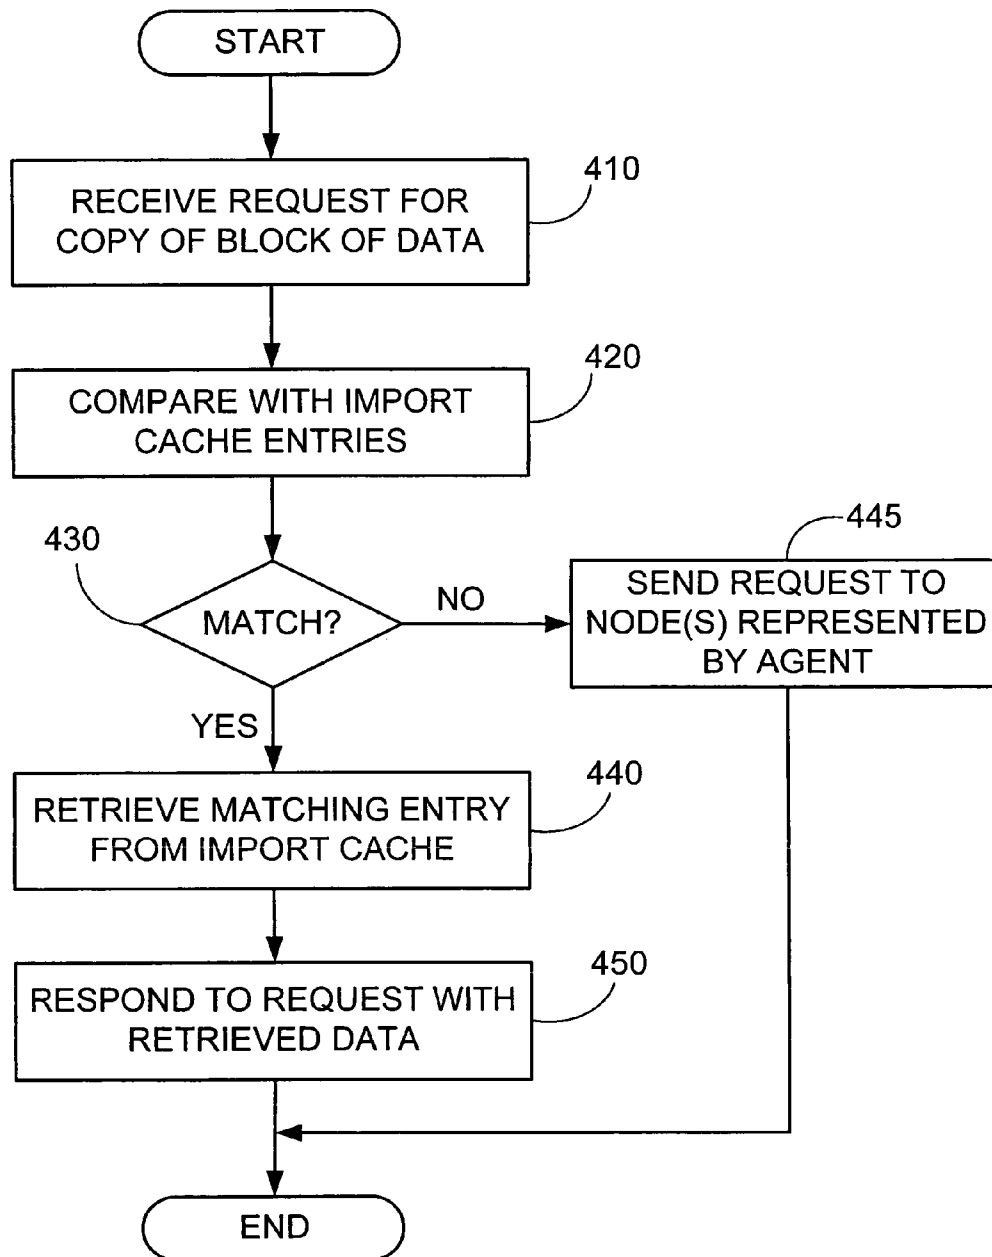 START
410
RECEIVE REQUEST FOR
COPY OF BLOCK OF DATA
420
COMPARE WITH IMPORT
CACHE ENTRIES
430
MATCH?
NO
445
SEND REQUEST TO
NODE(S) REPRESENTED
BY AGENT
YES
440
RETRIEVE MATCHING ENTRY
FROM IMPORT CACHE
450
RESPOND TO REQUEST WITH
RETRIEVED DATA
END